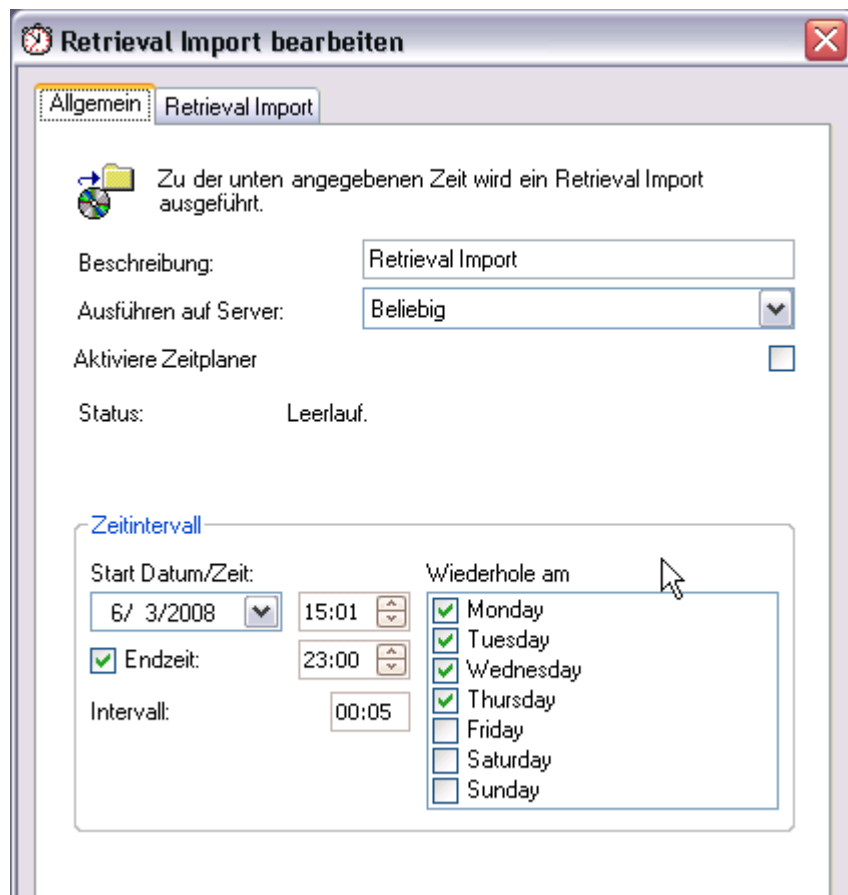 Retrieval Import bearbeiten
Allgemein
Retrieval Import
Zu der unten angegebenen Zeit wird ein Retrieval Import
ausgeführt.
Beschreibung:
Retrieval Import
Ausführen auf Server:
Beliebig
Aktiviere Zeitplaner
Status:
Leerlauf.
Zeitintervall
Start Datum/Zeit:
6/ 3/2008
15:01
Endzeit:
23:00
Intervall:
00:05
Wiederhole am
Monday
Tuesday
Wednesday
Thursday
Friday
Saturday
Sunday